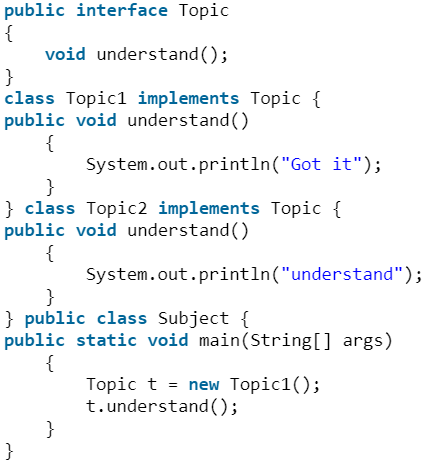 public interface Topic
{
    void understand();
}
class Topic1 implements Topic {
public void understand()
    {
        System.out.println("Got it");
    }
} class Topic2 implements Topic {
public void understand()
    {
        System.out.println("understand");
    }
} public class Subject {
public static void main(String[] args)
    {
        Topic t = new Topic1();
        t.understand();
    }
}